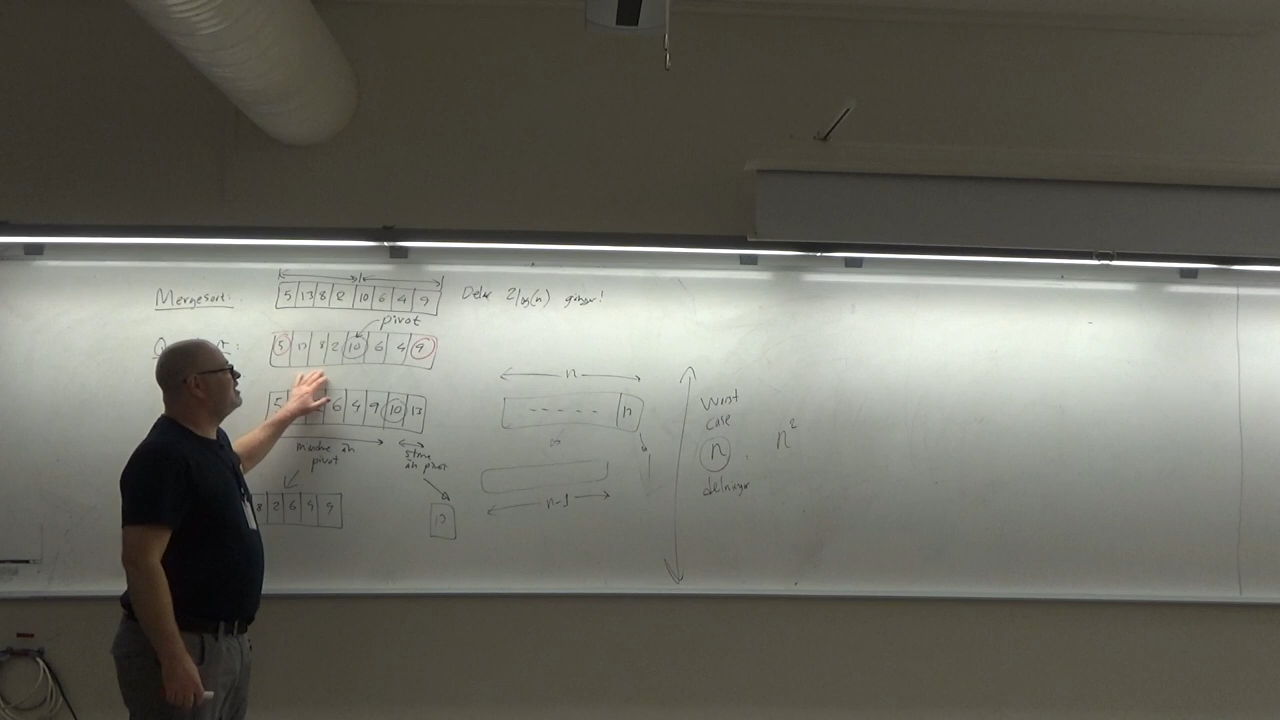 Mergesort:
5 13 8 2 10 6 4 9
Delar 2log(n) gånger!
pivot
5 13 8 2 10 6 4 9
5 6 4 9 10 13
mindre än
pivot
större
än pivot
8 2 6 4 9
13
n
- - - - - n
n-1
Worst
case
n
delningar
n²